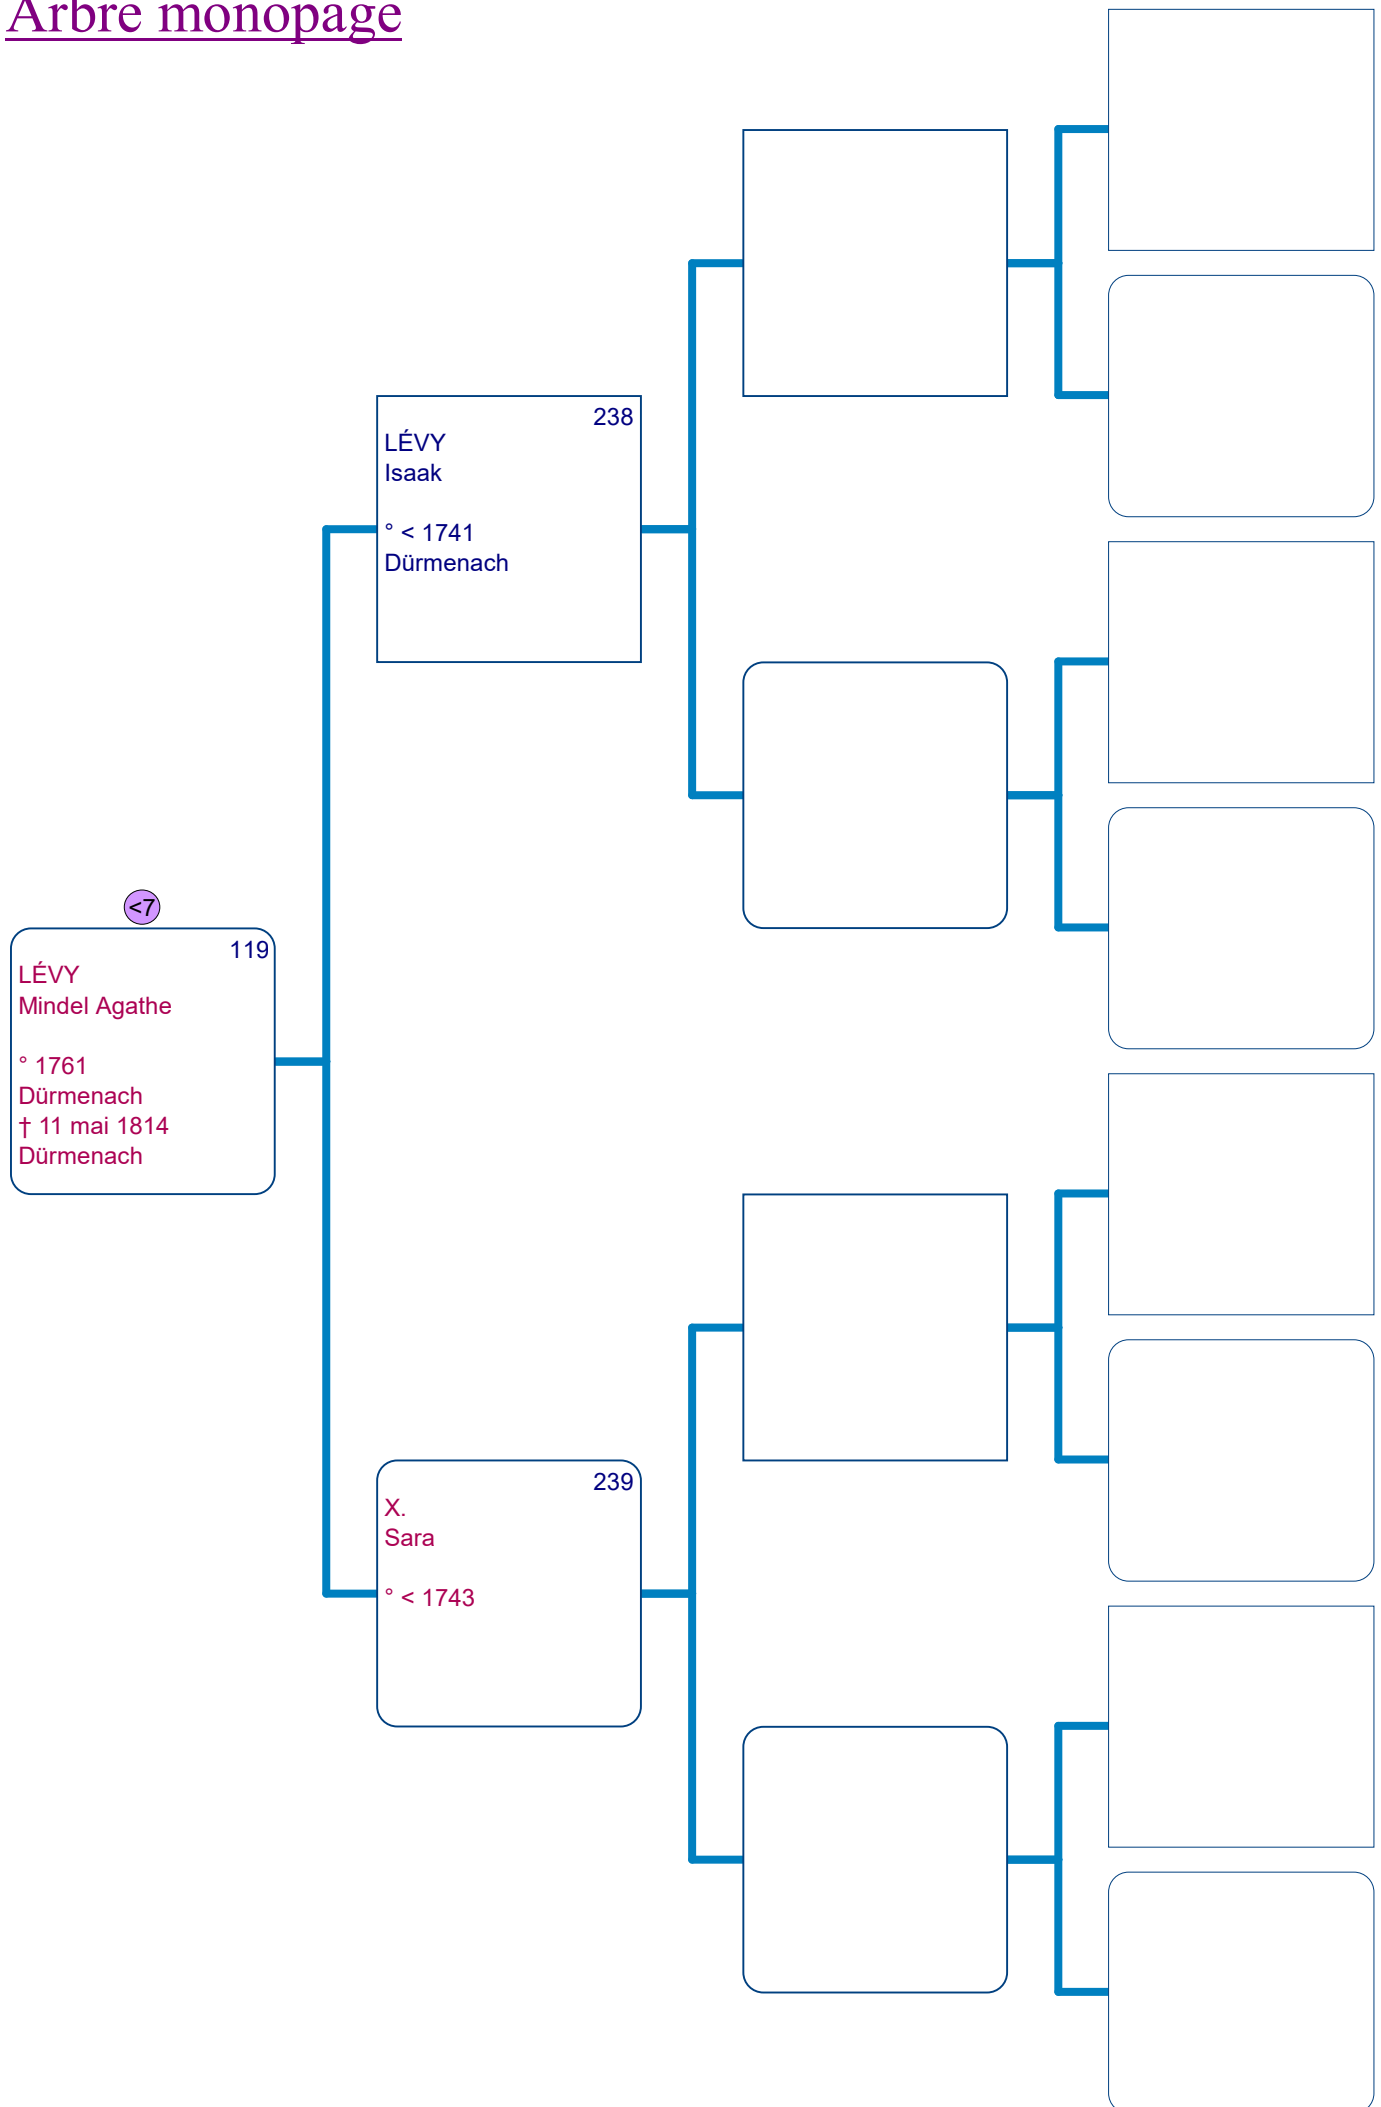 Arbre monopage
238
LÉVY
Isaak
° < 1741
Dürmenach
<7
119
LÉVY
Mindel Agathe
° 1761
Dürmenach
† 11 mai 1814
Dürmenach
239
X.
Sara
° < 1743